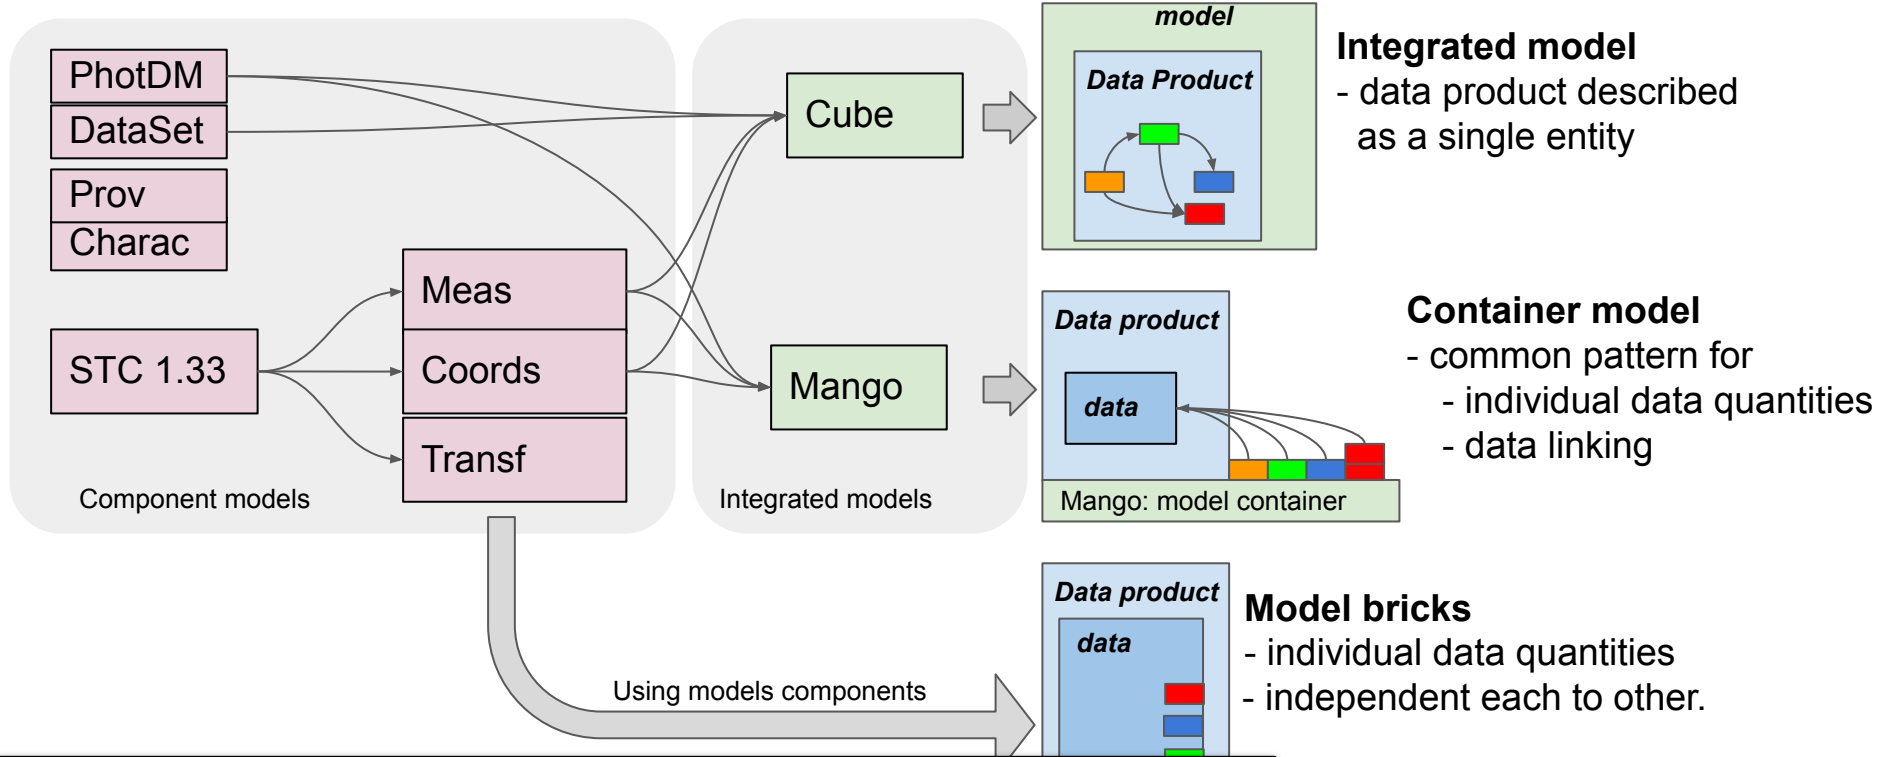 PhotDM
DataSet
Prov
Charac
STC 1.33
Meas
Coords
Transf
Component models
Cube
Mango
Integrated models
model
Data Product
Integrated model
- data product described
as a single entity
Data product
data
Mango: model container
Container model
- common pattern for
- individual data quantities
- data linking
Using models components
Data product
data
Model bricks
- individual data quantities
- independent each to other.